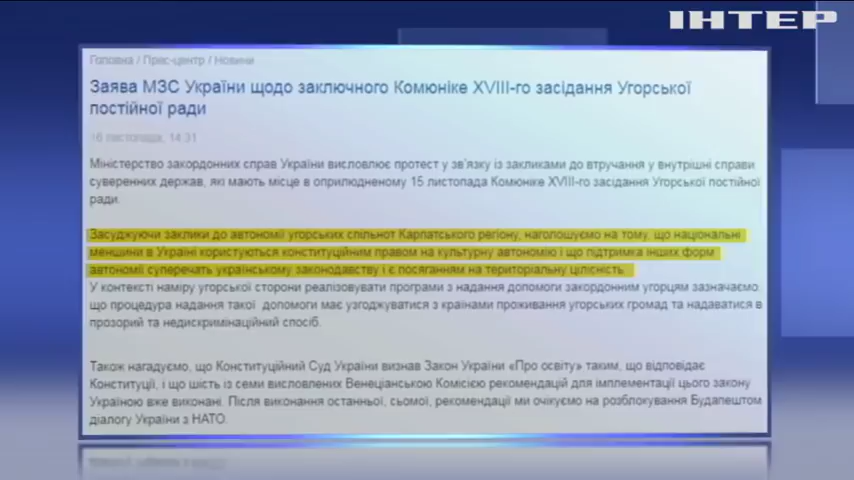 ІНТЕР
Головна / Прес-центр / Новини
Заява МЗС України щодо заключного Комюніке XVIII-го засідання Угорської
постійної ради
16 листопада, 14:31
Міністерство закордонних справ України висловлює протест у зв'язку із закликами до втручання у внутрішні справи
суверенних держав, які мають місце в оприлюдненому 15 листопада Комюніке XVIII-го засідання Угорської постійної
ради.
Засуджуючи заклики до автономії угорських спільнот Карпатського регіону, наголошуємо на тому, що національні
меншини в Україні користуються конституційним правом на культурну автономію і що підтримка інших форм
автономії суперечать українському законодавству і є посяганням на територіальну цілісність.
У контексті наміру угорської сторони реалізовувати програми з надання допомоги закордонним угорцям зазначаємо,
що процедура надання такої допомоги має узгоджуватися з країнами проживання угорських громад та надаватися в
прозорий та недискримінаційний спосіб.
Також нагадуємо, що Конституційний Суд України визнав Закон України «Про освіту» таким, що відповідає
Конституції, і що шість із семи висловлених Венеціанською Комісією рекомендацій для імплементації цього закону
Україною вже виконані. Після виконання останньої, сьомої, рекомендації ми очікуємо на розблокування Будапештом
діалогу України з НАТО.